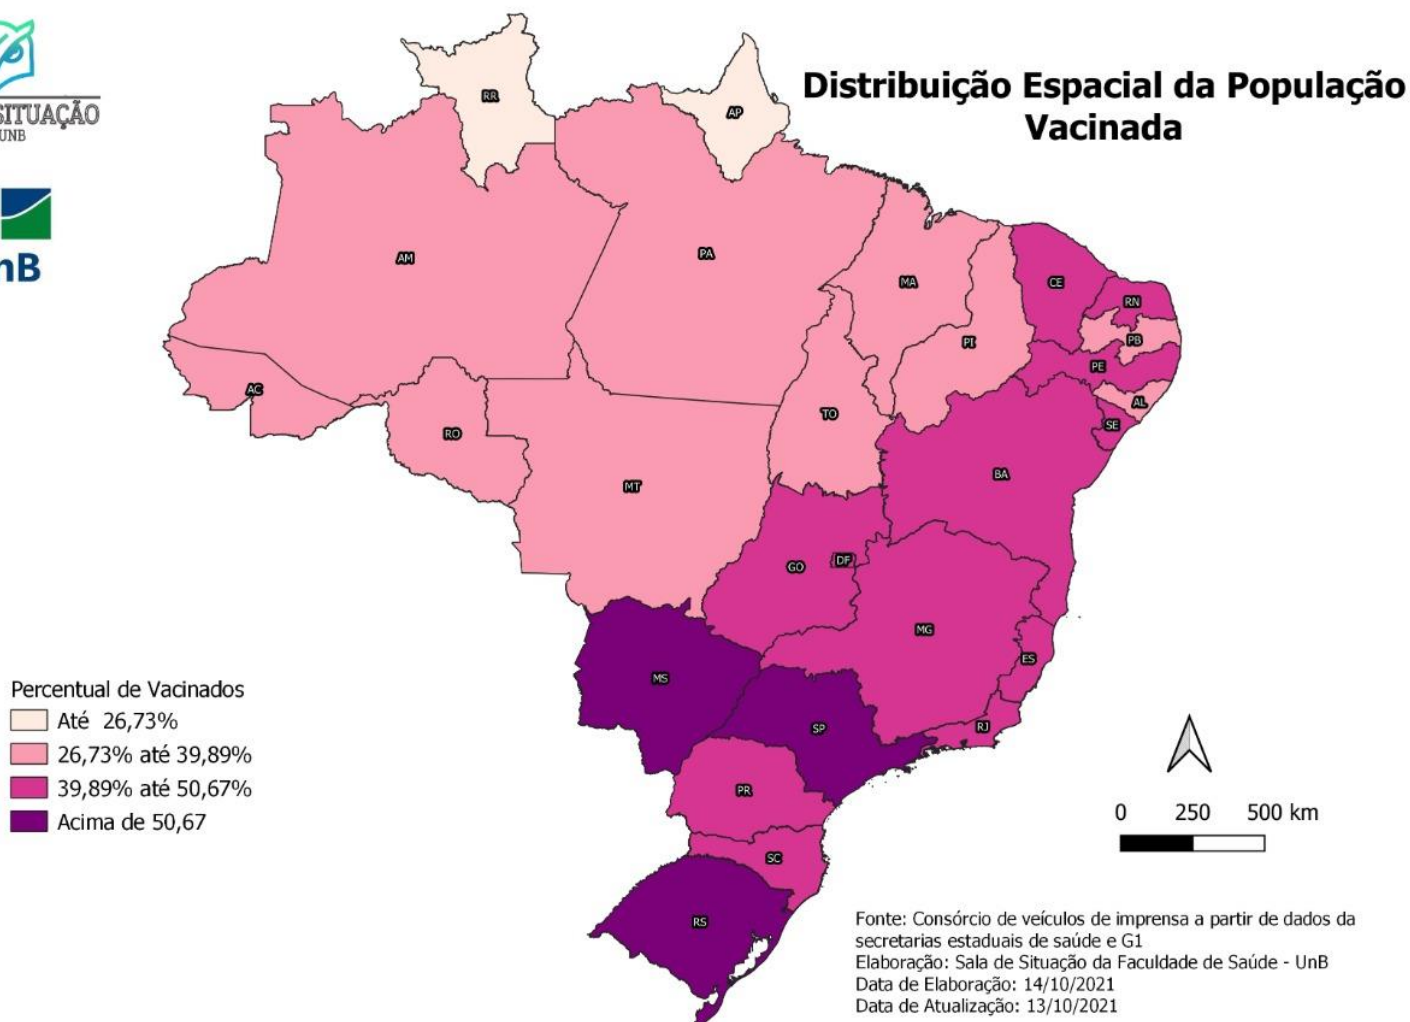 SITUAÇÃO
UNB
nB
Distribuição Espacial da População
Vacinada
RR
AP
AM
PA
MA
CE
RN
PI
PB
PE
AC
TO
AL
SE
RO
BA
MT
GO
DF
MG
ES
MS
SP
RJ
PR
SC
RS
Percentual de Vacinados
Até 26,73%
26,73% até 39,89%
39,89% até 50,67%
Acima de 50,67
0 250 500 km
Fonte: Consórcio de veículos de imprensa a partir de dados da
secretarias estaduais de saúde e G1
Elaboração: Sala de Situação da Faculdade de Saúde - UnB
Data de Elaboração: 14/10/2021
Data de Atualização: 13/10/2021